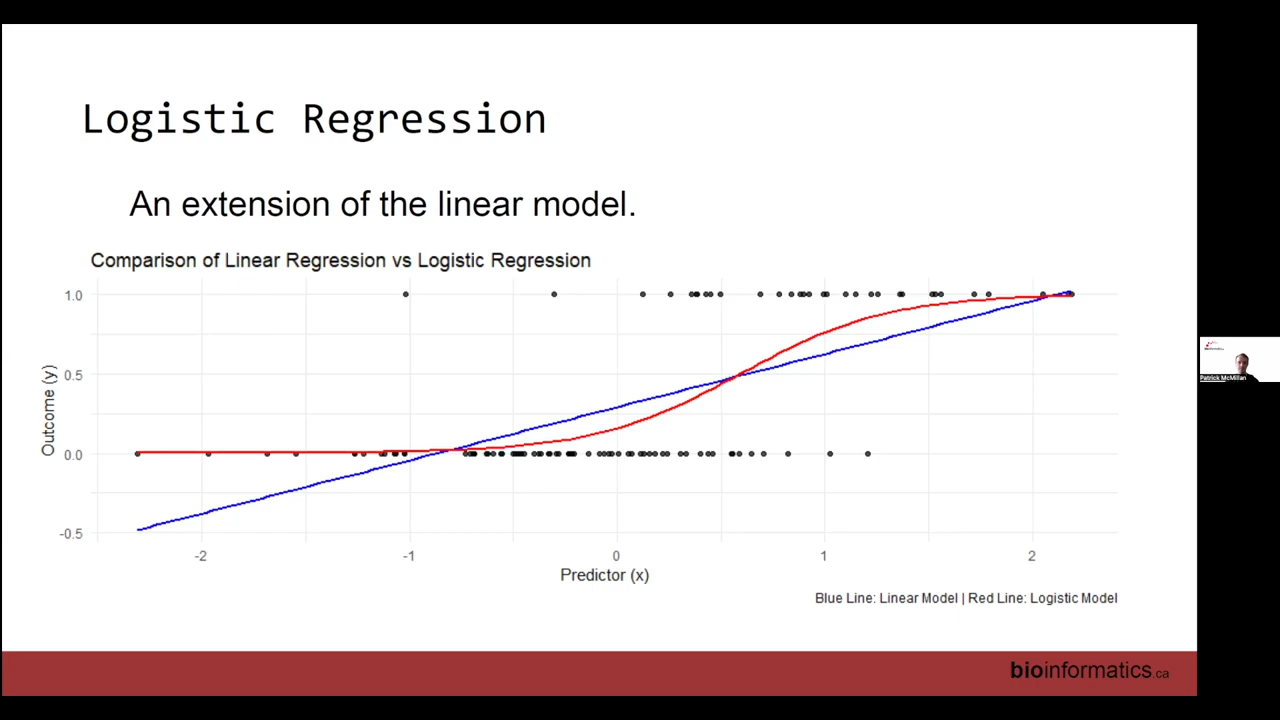 Logistic Regression
An extension of the linear model.
Comparison of Linear Regression vs Logistic Regression
1.0
0.5
0.0
-0.5
Outcome (y)
-2 -1 0 1 2
Predictor (x)
Blue Line: Linear Model | Red Line: Logistic Model
bioinformatics.ca
Patrick McMillan